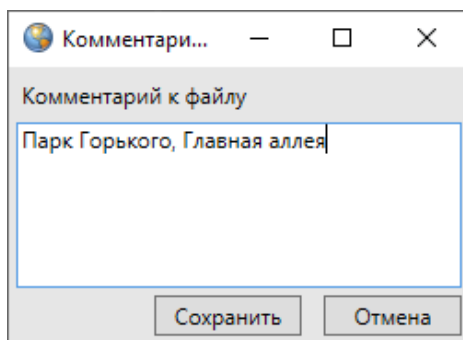 Комментари...
Комментарий к файлу
Парк Горького, Главная аллея
Сохранить Отмена